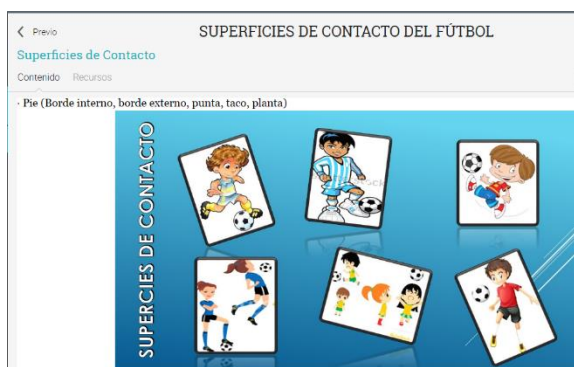 Previo
SUPERFICIES DE CONTACTO DEL FÚTBOL
Superficies de Contacto
Contenido Recursos
· Pie (Borde interno, borde externo, punta, taco, planta)
SUPERCIES DE CONTACTO